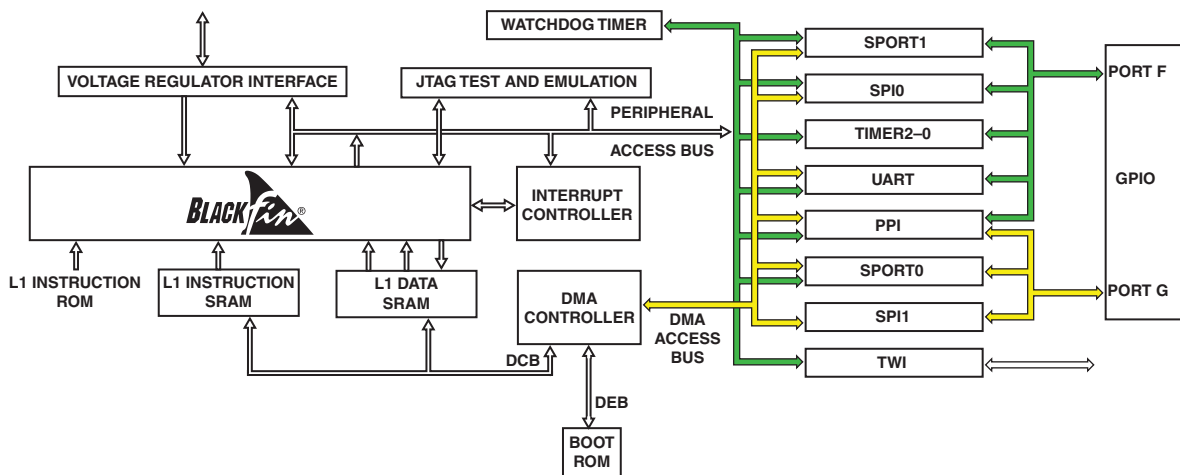 WATCHDOG TIMER
VOLTAGE REGULATOR INTERFACE
JTAG TEST AND EMULATION
PERIPHERAL
ACCESS BUS
BLACKfin®
INTERRUPT
CONTROLLER
L1 INSTRUCTION
ROM
L1 INSTRUCTION
SRAM
L1 DATA
SRAM
DMA
CONTROLLER
DCB
DEB
BOOT
ROM
DMA
ACCESS
BUS
SPORT1
SPI0
TIMER2–0
UART
PPI
SPORT0
SPI1
TWI
PORT F
GPIO
PORT G